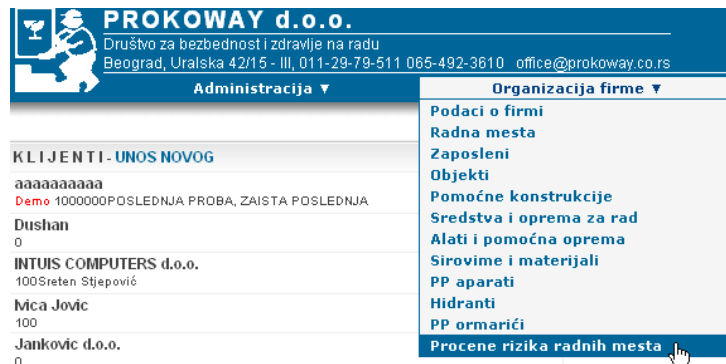 PROKOWAY d.o.o.
Društvo za bezbednost i zdravlje na radu
Beograd, Uralska 42/15 - III, 011-29-79-511 065-492-3610 office@prokoway.co.rs
Administracija ▼
Organizacija firme ▼
Podaci o firmi
Radna mesta
Zaposleni
Objekti
Pomoćne konstrukcije
Sredstva i oprema za rad
Alati i pomoćna oprema
Sirovime i materijali
PP aparati
Hidranti
PP ormarići
Procene rizika radnih mesta
K L I J E N T I - UNOS NOVOG
aaaaaaaaaa
Demo 1000000POSLEDNJA PROBA, ZAISTA POSLEDNJA
Dushan
0
INTUIS COMPUTERS d.o.o.
100Sreten Stjepović
Ivica Jovic
100
Jankovic d.o.o.
0